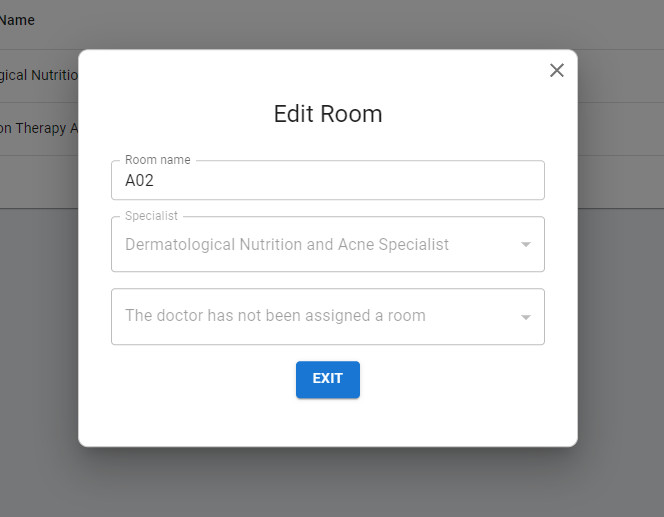 Name
gical Nutritio
on Therapy A
Edit Room
Room name
A02
Specialist
Dermatological Nutrition and Acne Specialist
The doctor has not been assigned a room
EXIT